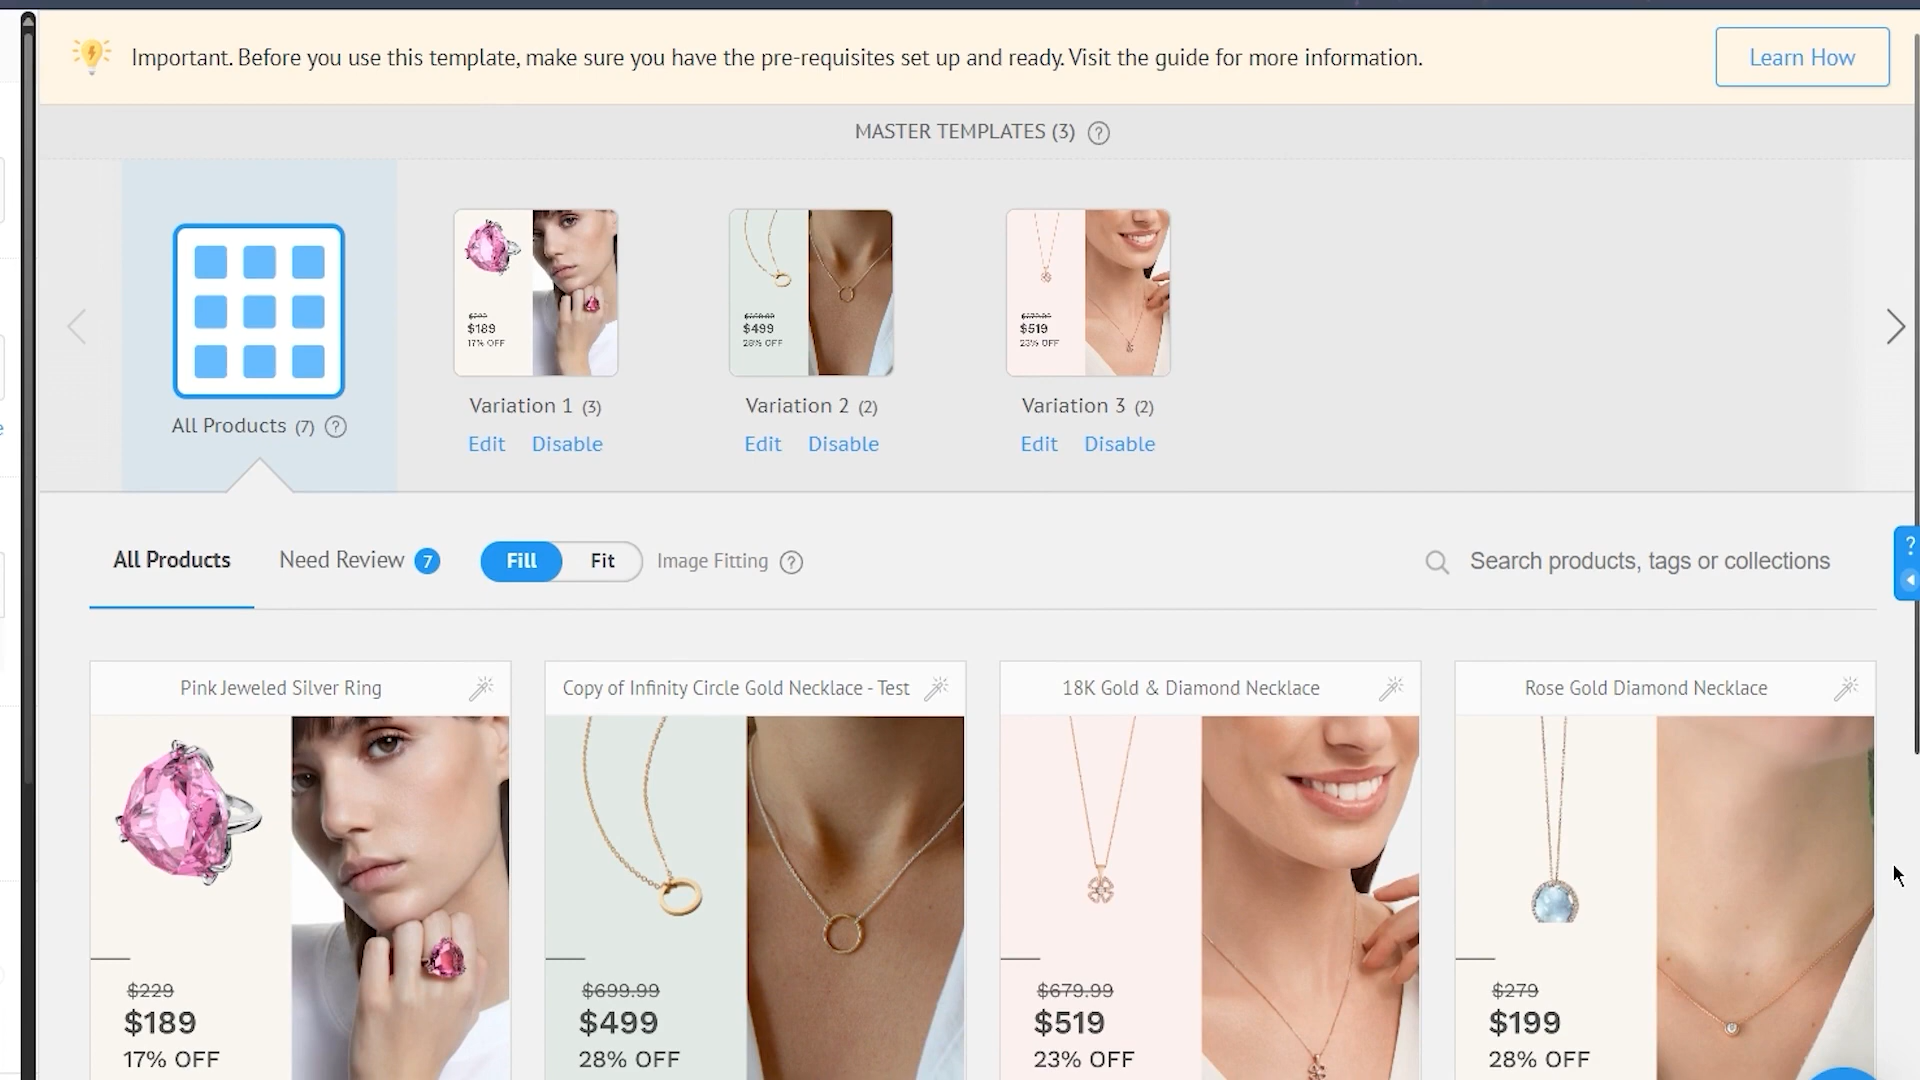 Important. Before you use this template, make sure you have the pre-requisites set up and ready. Visit the guide for more information.
Learn How
MASTER TEMPLATES (3) ?
$189
17% OFF
$499
28% OFF
$519
23% OFF
All Products (7) ?
Variation 1 (3)
Variation 2 (2)
Variation 3 (2)
Edit Disable
Edit Disable
Edit Disable
All Products
Need Review 7
Fill Fit
Image Fitting ?
Search products, tags or collections
?
Pink Jeweled Silver Ring
Copy of Infinity Circle Gold Necklace - Test
18K Gold & Diamond Necklace
Rose Gold Diamond Necklace
$229
$189
17% OFF
$699.99
$499
28% OFF
$679.99
$519
23% OFF
$279
$199
28% OFF